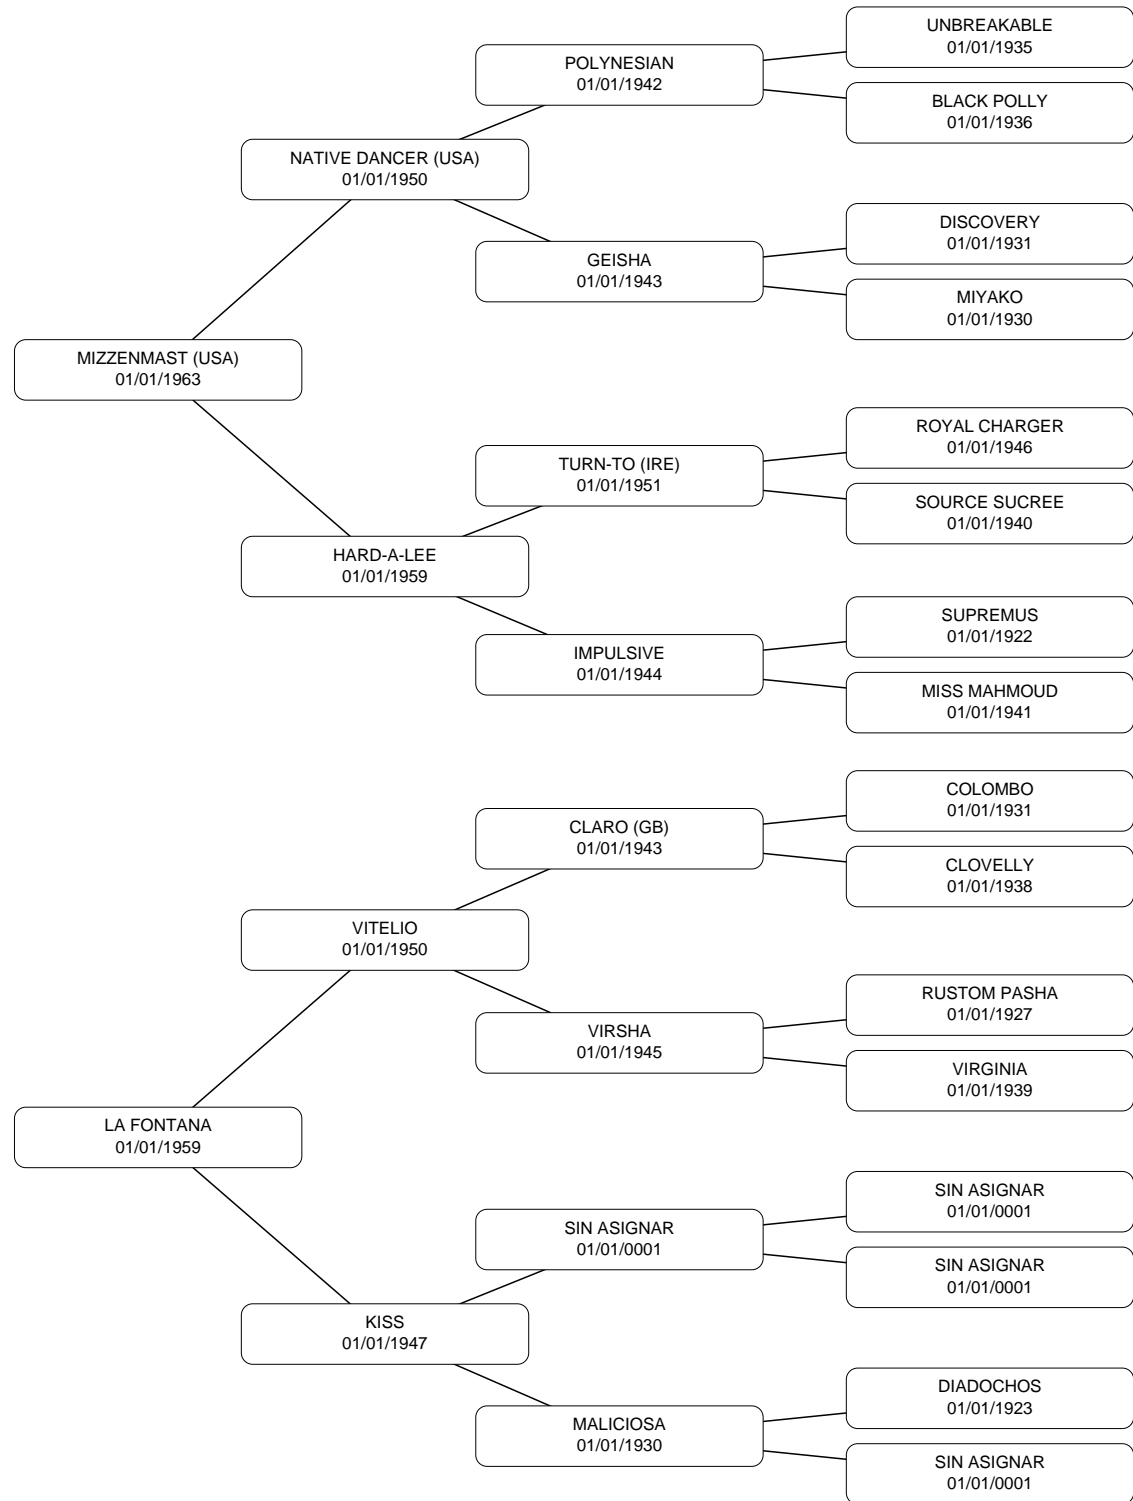 UNBREAKABLE
01/01/1935
POLYNESIAN
01/01/1942
BLACK POLLY
01/01/1936
NATIVE DANCER (USA)
01/01/1950
DISCOVERY
01/01/1931
GEISHA
01/01/1943
MIYAKO
01/01/1930
MIZZENMAST (USA)
01/01/1963
ROYAL CHARGER
01/01/1946
TURN-TO (IRE)
01/01/1951
SOURCE SUCREE
01/01/1940
HARD-A-LEE
01/01/1959
SUPREMUS
01/01/1922
IMPULSIVE
01/01/1944
MISS MAHMOUD
01/01/1941
COLOMBO
01/01/1931
CLARO (GB)
01/01/1943
CLOVELLY
01/01/1938
VITELIO
01/01/1950
RUSTOM PASHA
01/01/1927
VIRSHA
01/01/1945
VIRGINIA
01/01/1939
LA FONTANA
01/01/1959
SIN ASIGNAR
01/01/0001
SIN ASIGNAR
01/01/0001
SIN ASIGNAR
01/01/0001
KISS
01/01/1947
DIADOCHOS
01/01/1923
MALICIOSA
01/01/1930
SIN ASIGNAR
01/01/0001